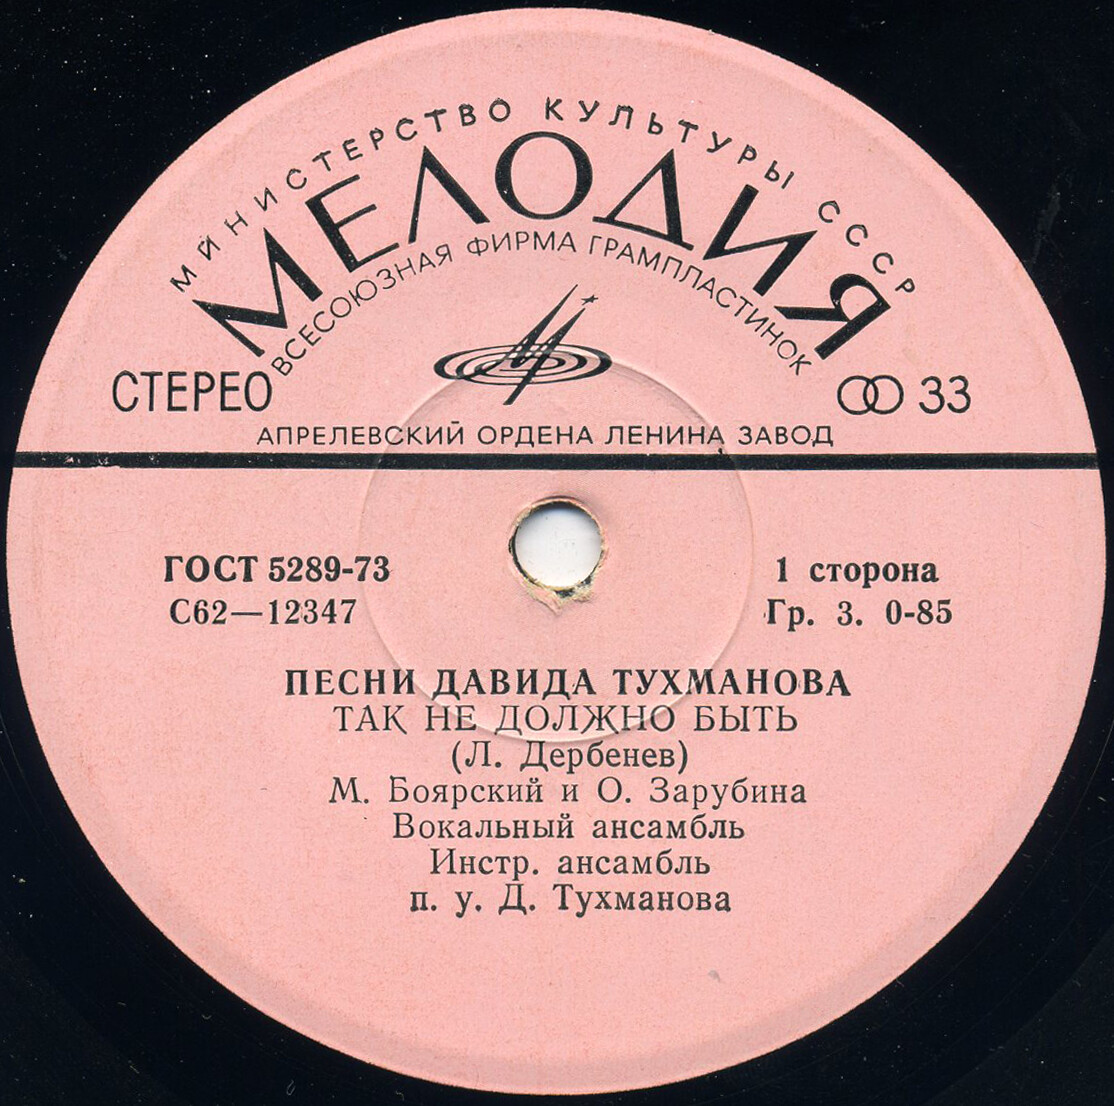 МИНИСТЕРСТВО КУЛЬТУРЫ СССР
МЕЛОДИЯ
ВСЕСОЮЗНАЯ ФИРМА ГРАМПЛАСТИНОК
СТЕРЕО
33
АПРЕЛЕВСКИЙ ОРДЕНА ЛЕНИНА ЗАВОД
ГОСТ 5289-73
1 сторона
С62—12347
Гр. 3. 0-85
ПЕСНИ ДАВИДА ТУХМАНОВА
ТАК НЕ ДОЛЖНО БЫТЬ
(Л. Дербенев)
М. Боярский и О. Зарубина
Вокальный ансамбль
Инстр. ансамбль
п. у. Д. Тухманова